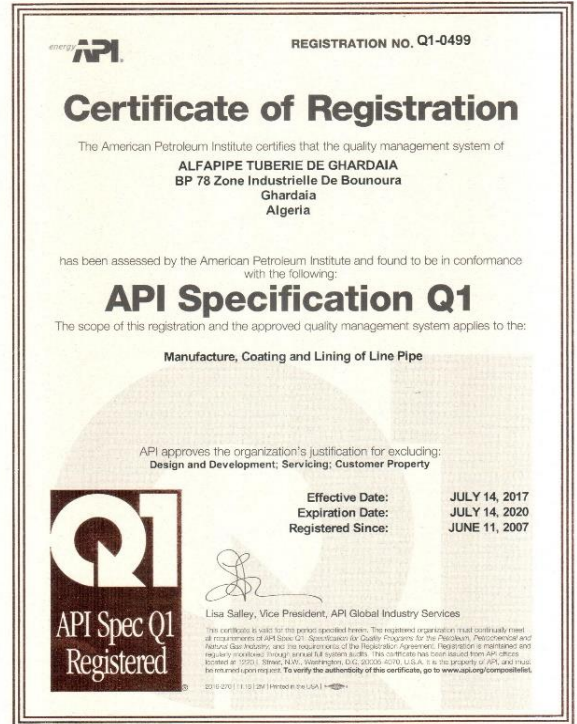 energy API®
REGISTRATION NO. Q1-0499
Certificate of Registration
The American Petroleum Institute certifies that the quality management system of
ALFAPIPE TUBERIE DE GHARDAIA
BP 78 Zone Industrielle De Bounoura
Ghardaia
Algeria
has been assessed by the American Petroleum Institute and found to be in conformance
with the following:
API Specification Q1
The scope of this registration and the approved quality management system applies to the:
Manufacture, Coating and Lining of Line Pipe
API approves the organization's justification for excluding:
Design and Development; Servicing; Customer Property
Effective Date: JULY 14, 2017
Expiration Date: JULY 14, 2020
Registered Since: JUNE 11, 2007
Q1
API Spec Q1
Registered
®
Lisa Salley, Vice President, API Global Industry Services
This certificate is valid for the period specified herein. The registered organization must continually meet
all requirements of API Spec Q1, Specification for Quality Programs for the Petroleum, Petrochemical and
Natural Gas Industry, and the requirements of the Registration Agreement. Registration is maintained and
regularly monitored through annual full system audits. This certificate has been issued from API offices
located at 1220 L Street, N.W., Washington, D.C. 20005-4070, U.S.A. It is the property of API, and must
be returned upon request. To verify the authenticity of this certificate, go to www.api.org/compositelist.
2016-270 | 11.15 | 2M | Printed in the USA |